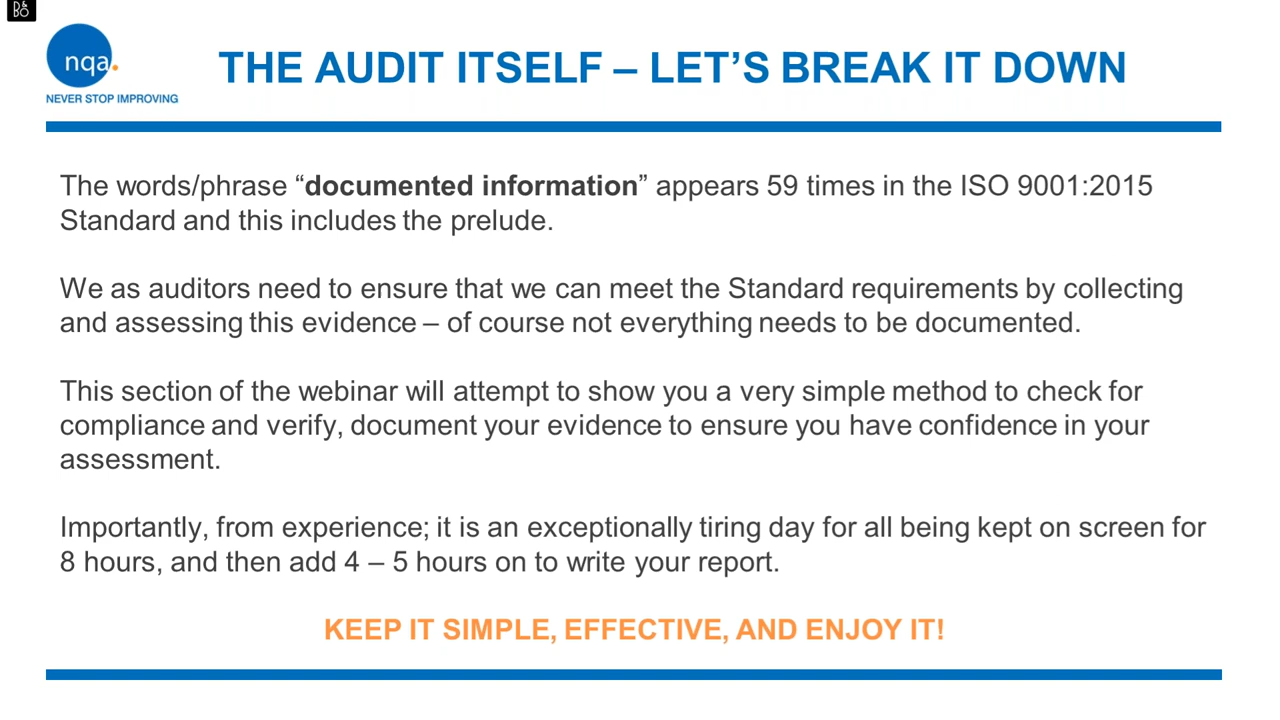 B&O
nqa.
NEVER STOP IMPROVING
THE AUDIT ITSELF – LET’S BREAK IT DOWN
The words/phrase “documented information” appears 59 times in the ISO 9001:2015
Standard and this includes the prelude.
We as auditors need to ensure that we can meet the Standard requirements by collecting
and assessing this evidence – of course not everything needs to be documented.
This section of the webinar will attempt to show you a very simple method to check for
compliance and verify, document your evidence to ensure you have confidence in your
assessment.
Importantly, from experience; it is an exceptionally tiring day for all being kept on screen for
8 hours, and then add 4 – 5 hours on to write your report.
KEEP IT SIMPLE, EFFECTIVE, AND ENJOY IT!